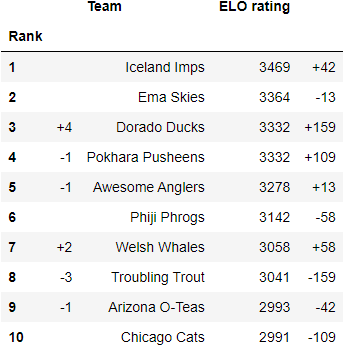 Team ELO rating
Rank
1 Iceland Imps 3469 +42
2 Ema Skies 3364 -13
3 +4 Dorado Ducks 3332 +159
4 -1 Pokhara Pusheens 3332 +109
5 -1 Awesome Anglers 3278 +13
6 Phiji Phrogs 3142 -58
7 +2 Welsh Whales 3058 +58
8 -3 Troubling Trout 3041 -159
9 -1 Arizona O-Teas 2993 -42
10 Chicago Cats 2991 -109